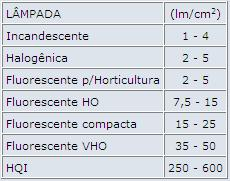 LÂMPADA (lm/cm²)
Incandescente 1 - 4
Halogênica 2 - 5
Fluorescente p/Horticultura 2 - 5
Fluorescente HO 7,5 - 15
Fluorescente compacta 15 - 25
Fluorescente VHO 35 - 50
HQI 250 - 600